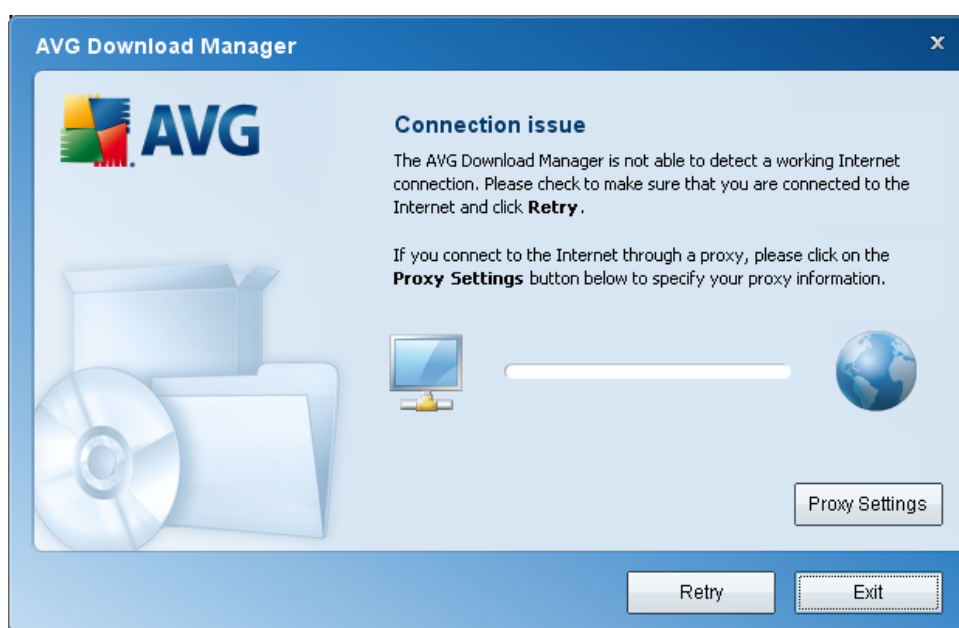 AVG Download Manager
x
AVG
Connection issue
The AVG Download Manager is not able to detect a working Internet
connection. Please check to make sure that you are connected to the
Internet and click Retry.
If you connect to the Internet through a proxy, please click on the
Proxy Settings button below to specify your proxy information.
Proxy Settings
Retry
Exit